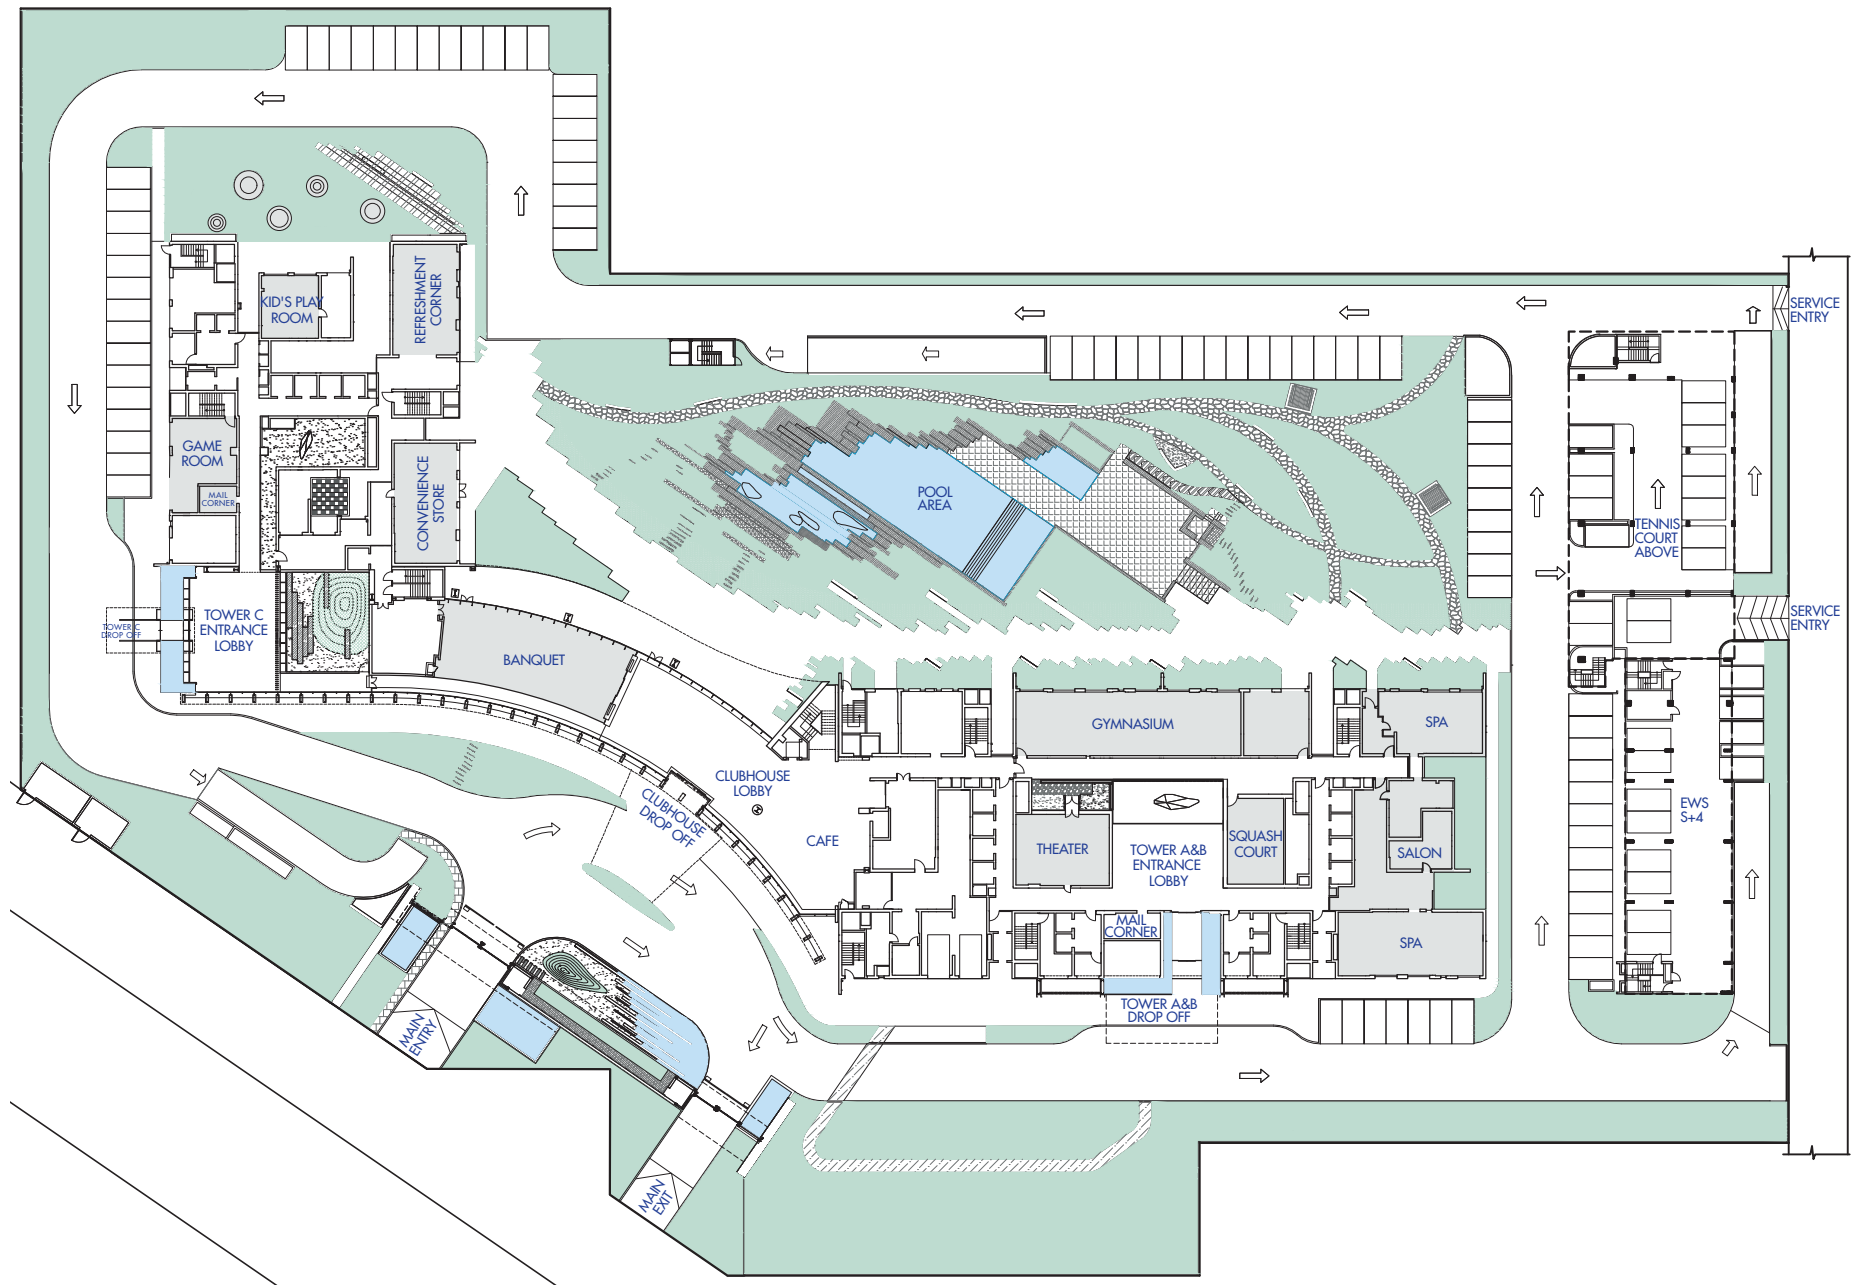 REFRESHMENT
CORNER
KID'S PLAY
ROOM
SERVICE
ENTRY
GAME
ROOM
MAIL
CORNER
CONVENIENCE
STORE
POOL
AREA
TENNIS
COURT
ABOVE
SERVICE
ENTRY
TOWER C
DROP OFF
TOWER C
ENTRANCE
LOBBY
BANQUET
GYMNASIUM
SPA
CLUBHOUSE
LOBBY
CLUBHOUSE
DROP OFF
CAFE
THEATER
TOWER A&B
ENTRANCE
LOBBY
SQUASH
COURT
SALON
EWS
S+4
MAIL
CORNER
SPA
TOWER A&B
DROP OFF
MAIN
ENTRY
MAIN
EXIT